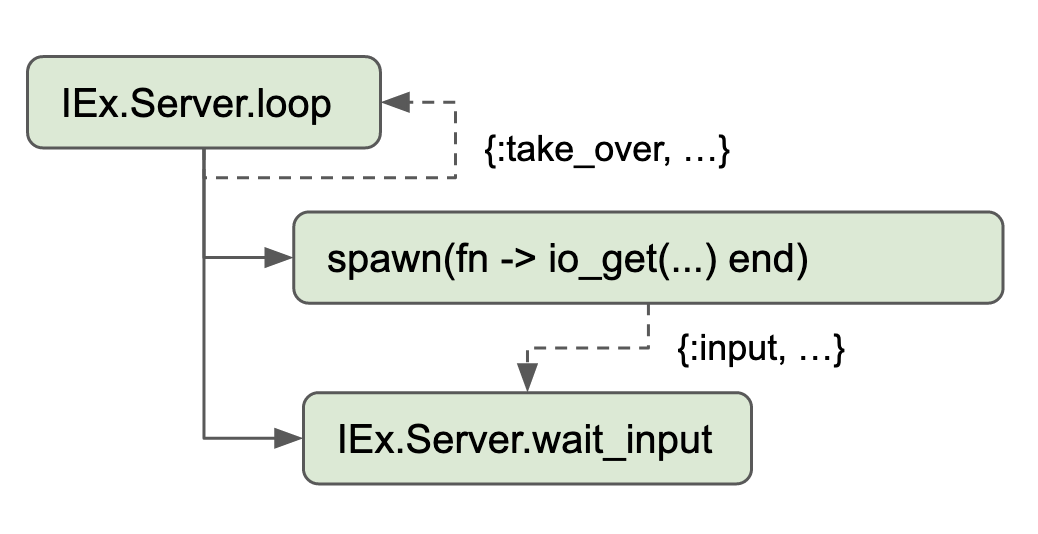 IEx.Server.loop
{:take_over, …}
spawn(fn -> io_get(...) end)
{:input, …}
IEx.Server.wait_input